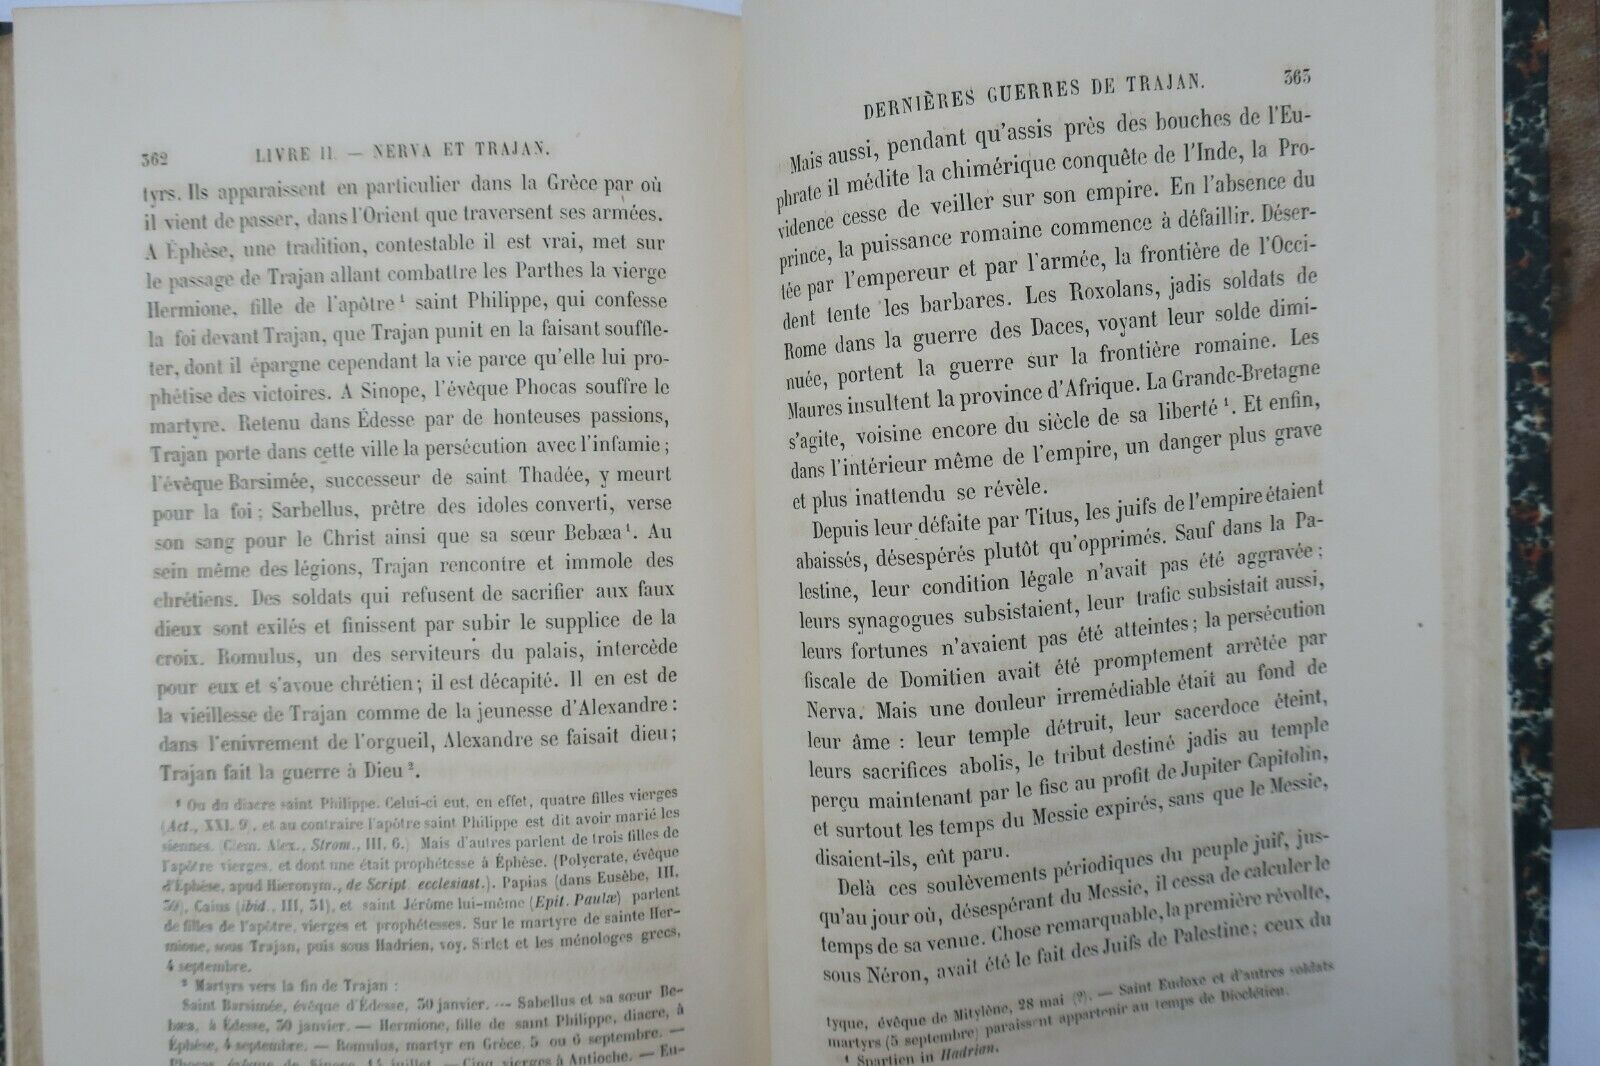 362
LIVRE II. — NERVA ET TRAJAN.
tyrs. Ils apparaissent en particulier dans la Grèce par où
il vient de passer, dans l'Orient que traversent ses armées.
A Éphèse, une tradition, contestable il est vrai, met sur
le passage de Trajan allant combattre les Parthes la vierge
Hermione, fille de l'apôtre ¹ saint Philippe, qui confesse
la foi devant Trajan, que Trajan punit en la faisant souffle-
ter, dont il épargne cependant la vie parce qu'elle lui pro-
phétise des victoires. A Sinope, l'évêque Phocas souffre le
martyre. Retenu dans Édesse par de honteuses passions,
Trajan porte dans cette ville la persécution avec l'infamie ;
l'évêque Barsimée, successeur de saint Thadée, y meurt
pour la foi ; Sarbellus, prêtre des idoles converti, verse
son sang pour le Christ ainsi que sa sœur Bebæa ¹. Au
sein même des légions, Trajan rencontre et immole des
chrétiens. Des soldats qui refusent de sacrifier aux faux
dieux sont exilés et finissent par subir le supplice de la
croix. Romulus, un des serviteurs du palais, intercède
pour eux et s'avoue chrétien ; il est décapité. Il en est de
la vieillesse de Trajan comme de la jeunesse d'Alexandre :
dans l'enivrement de l'orgueil, Alexandre se faisait dieu ;
Trajan fait la guerre à Dieu ².
¹ Ou du diacre saint Philippe. Celui-ci eut, en effet, quatre filles vierges
(Act., XXI. 9), et au contraire l'apôtre saint Philippe est dit avoir marié les
siennes. (Clem. Alex., Strom., III, 6.) Mais d'autres parlent de trois filles de
l'apôtre vierges, et dont une était prophétesse à Éphèse. (Polycrate, évêque
d'Éphèse, apud Hieronym., de Script. ecclesiast.). Papias (dans Eusèbe, III,
39), Caius (ibid., III, 31), et saint Jérôme lui-même (Epit. Paulæ) parlent
de filles de l'apôtre, vierges et prophétesses. Sur le martyre de sainte Her-
mione, sous Trajan, puis sous Hadrien, voy. Sirlet et les ménologes grecs,
4 septembre.
² Martyrs vers la fin de Trajan :
Saint Barsimée, évêque d'Édesse, 30 janvier. — Sabellus et sa sœur Be-
bæa, à Édesse, 30 janvier. — Hermione, fille de saint Philippe, diacre, à
Éphèse, 4 septembre. — Romulus, martyr en Grèce, 5 ou 6 septembre. —
Phocas, évêque de Sinope, 14 juillet. — Cinq vierges à Antioche. — Eu-
DERNIÈRES GUERRES DE TRAJAN.
363
Mais aussi, pendant qu'assis près des bouches de l'Eu-
phrate il médite la chimérique conquête de l'Inde, la Pro-
vidence cesse de veiller sur son empire. En l'absence du
prince, la puissance romaine commence à défaillir. Déser-
tée par l'empereur et par l'armée, la frontière de l'Occi-
dent tente les barbares. Les Roxolans, jadis soldats de
Rome dans la guerre des Daces, voyant leur solde dimi-
nuée, portent la guerre sur la frontière romaine. Les
Maures insultent la province d'Afrique. La Grande-Bretagne
s'agite, voisine encore du siècle de sa liberté ¹. Et enfin,
dans l'intérieur même de l'empire, un danger plus grave
et plus inattendu se révèle.
Depuis leur défaite par Titus, les juifs de l'empire étaient
abaissés, désespérés plutôt qu'opprimés. Sauf dans la Pa-
lestine, leur condition légale n'avait pas été aggravée ;
leurs synagogues subsistaient, leur trafic subsistait aussi,
leurs fortunes n'avaient pas été atteintes ; la persécution
fiscale de Domitien avait été promptement arrêtée par
Nerva. Mais une douleur irremédiable était au fond de
leur âme : leur temple détruit, leur sacerdoce éteint,
leurs sacrifices abolis, le tribut destiné jadis au temple
perçu maintenant par le fisc au profit de Jupiter Capitolin,
et surtout les temps du Messie expirés, sans que le Messie,
disaient-ils, eût paru.
Delà ces soulèvements périodiques du peuple juif, jus-
qu'au jour où, désespérant du Messie, il cessa de calculer le
temps de sa venue. Chose remarquable, la première révolte,
sous Néron, avait été le fait des Juifs de Palestine ; ceux du
tyque, évêque de Mitylène, 28 mai (?). — Saint Eudoxe et d'autres soldats
martyrs (5 septembre) paraissent appartenir au temps de Dioclétien.
¹ Spartien in Hadrian.